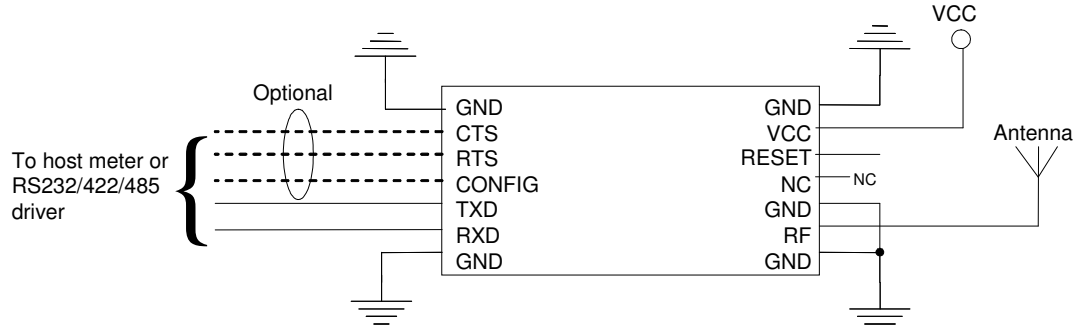 VCC
Optional
GND
CTS
RTS
CONFIG
TXD
RXD
GND
GND
VCC
RESET
NC
GND
RF
GND
NC
Antenna
To host meter or
RS232/422/485
driver